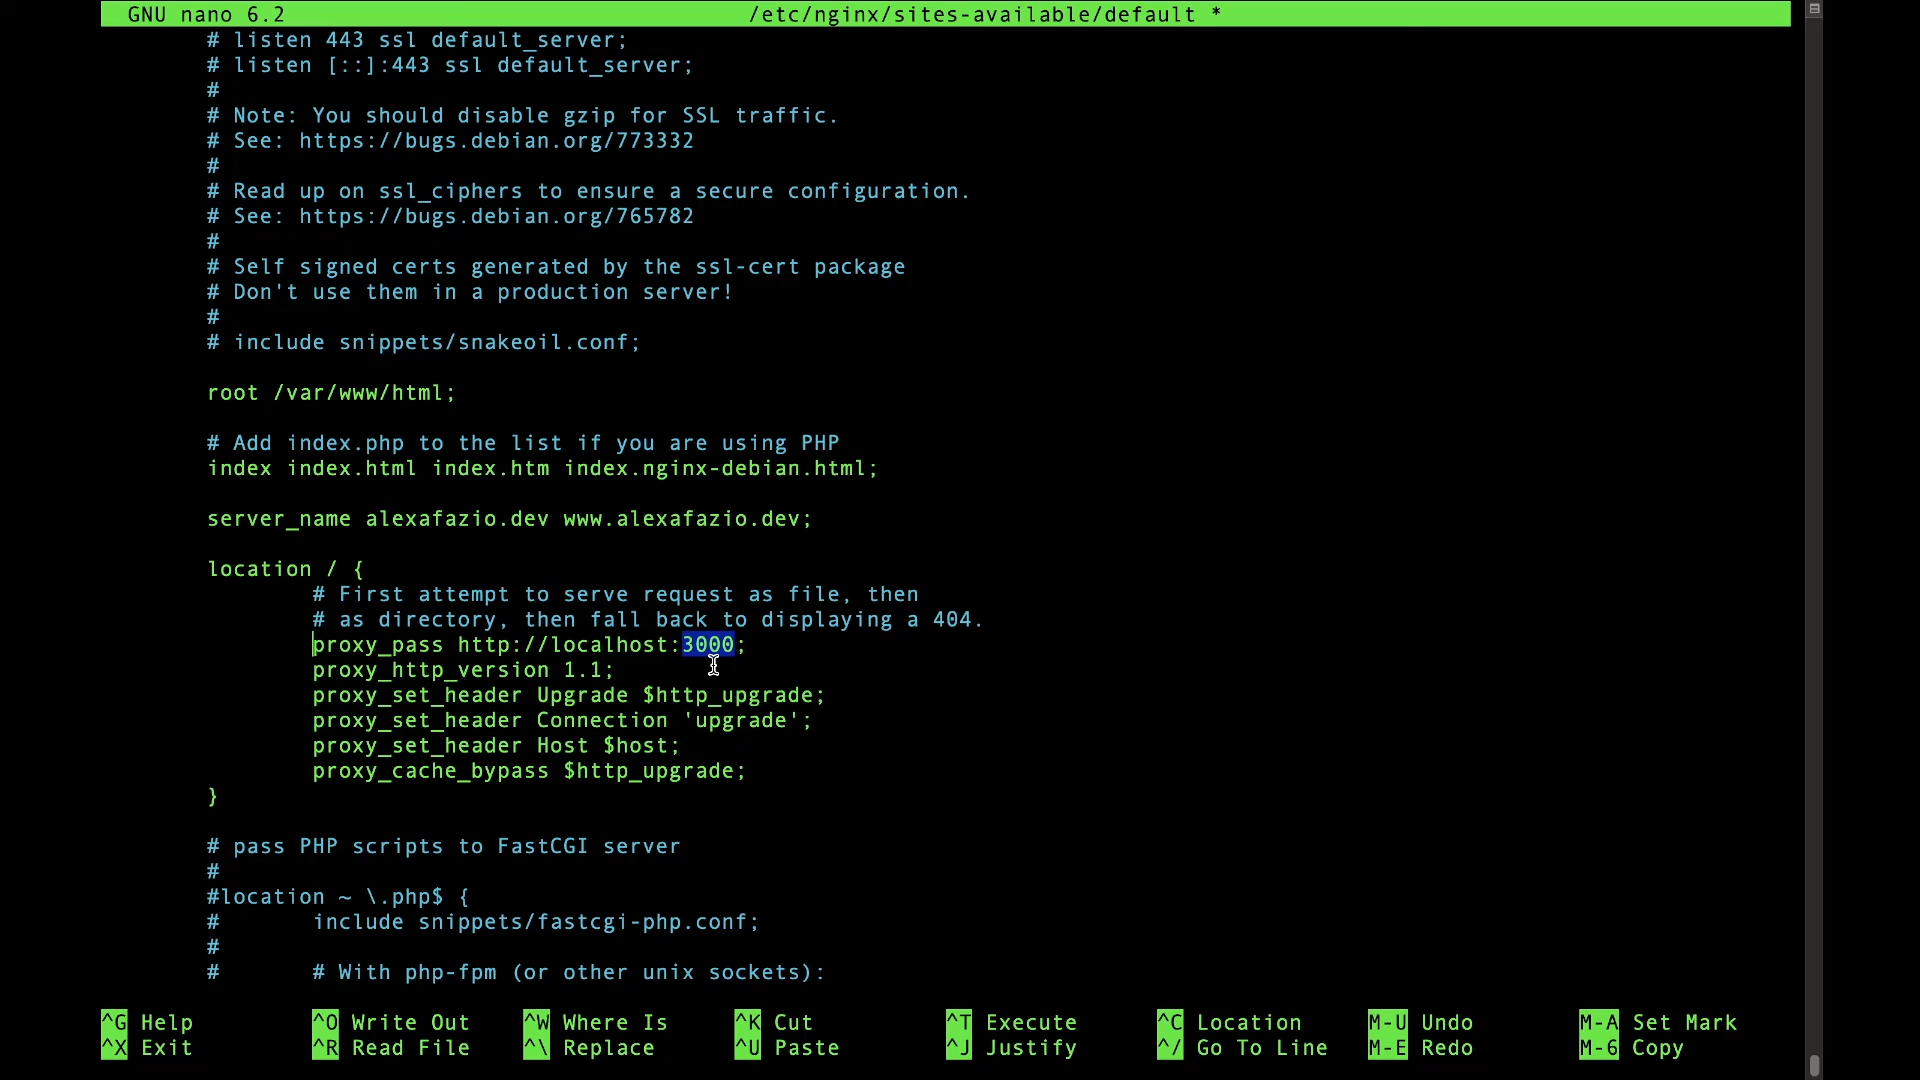 GNU nano 6.2 /etc/nginx/sites-available/default *
# listen 443 ssl default_server;
# listen [::]:443 ssl default_server;
#
# Note: You should disable gzip for SSL traffic.
# See: https://bugs.debian.org/773332
#
# Read up on ssl_ciphers to ensure a secure configuration.
# See: https://bugs.debian.org/765782
#
# Self signed certs generated by the ssl-cert package
# Don't use them in a production server!
#
# include snippets/snakeoil.conf;
root /var/www/html;
# Add index.php to the list if you are using PHP
index index.html index.htm index.nginx-debian.html;
server_name alexafazio.dev www.alexafazio.dev;
location / {
# First attempt to serve request as file, then
# as directory, then fall back to displaying a 404.
proxy_pass http://localhost:3000;
proxy_http_version 1.1;
proxy_set_header Upgrade $http_upgrade;
proxy_set_header Connection 'upgrade';
proxy_set_header Host $host;
proxy_cache_bypass $http_upgrade;
}
# pass PHP scripts to FastCGI server
#
#location ~ \.php$ {
# include snippets/fastcgi-php.conf;
#
# # With php-fpm (or other unix sockets):
^G Help ^O Write Out ^W Where Is ^K Cut ^T Execute ^C Location M-U Undo M-A Set Mark
^X Exit ^R Read File ^\ Replace ^U Paste ^J Justify ^/ Go To Line M-E Redo M-6 Copy